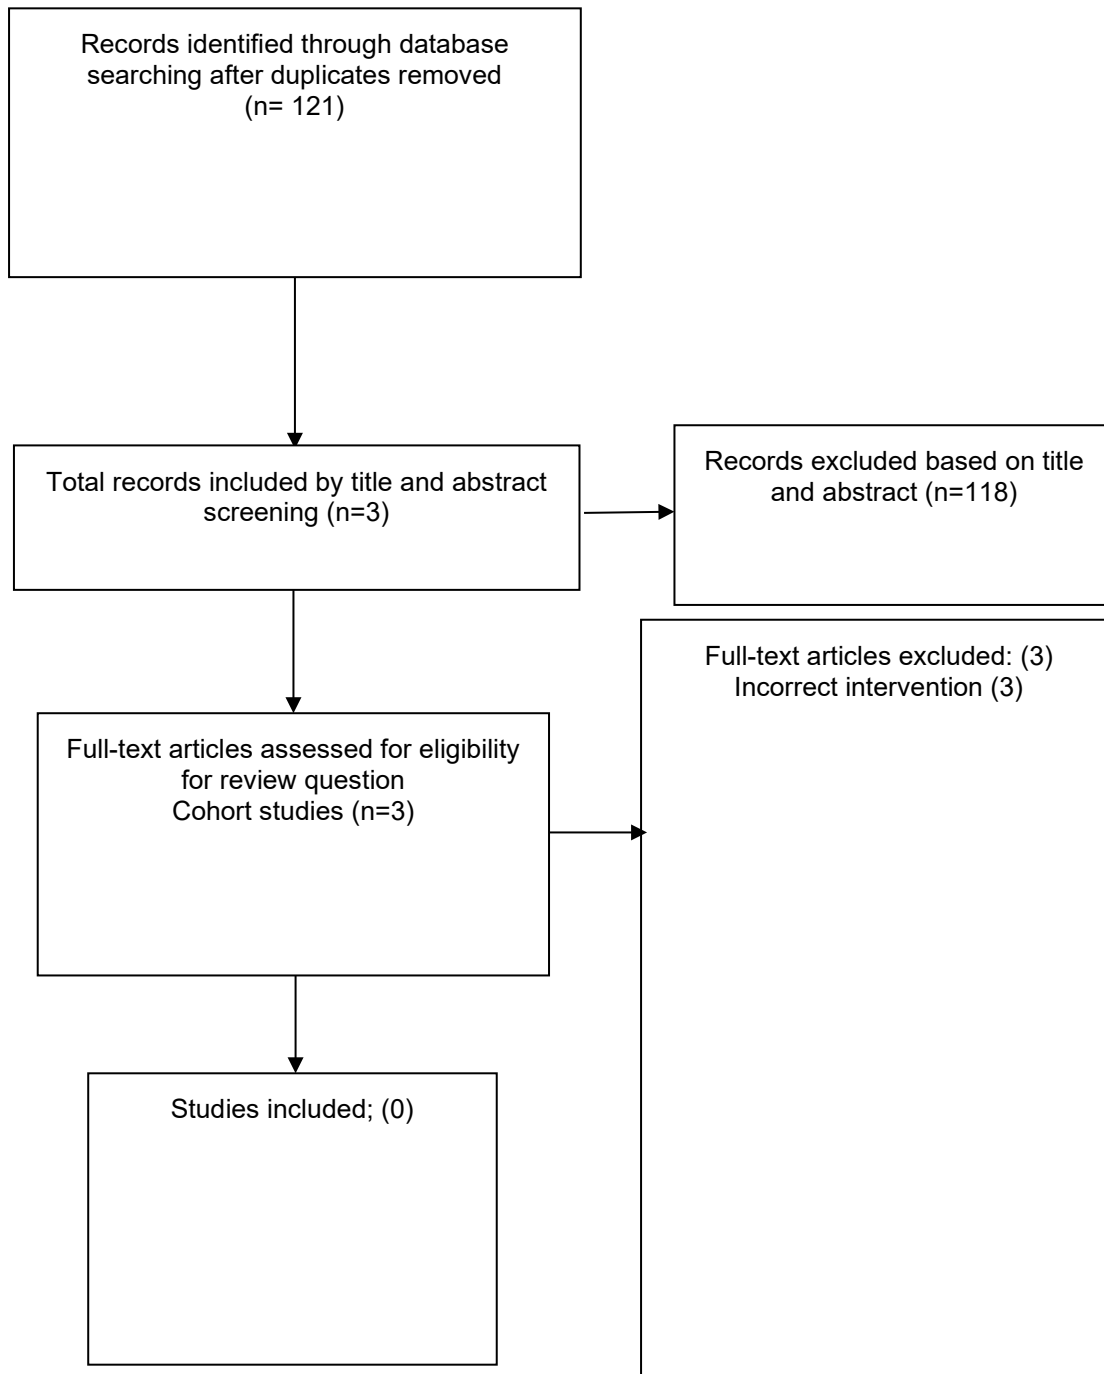 Records identified through database
searching after duplicates removed
(n= 121)
Total records included by title and abstract
screening (n=3)
Records excluded based on title
and abstract (n=118)
Full-text articles excluded: (3)
Incorrect intervention (3)
Full-text articles assessed for eligibility
for review question
Cohort studies (n=3)
Studies included; (0)